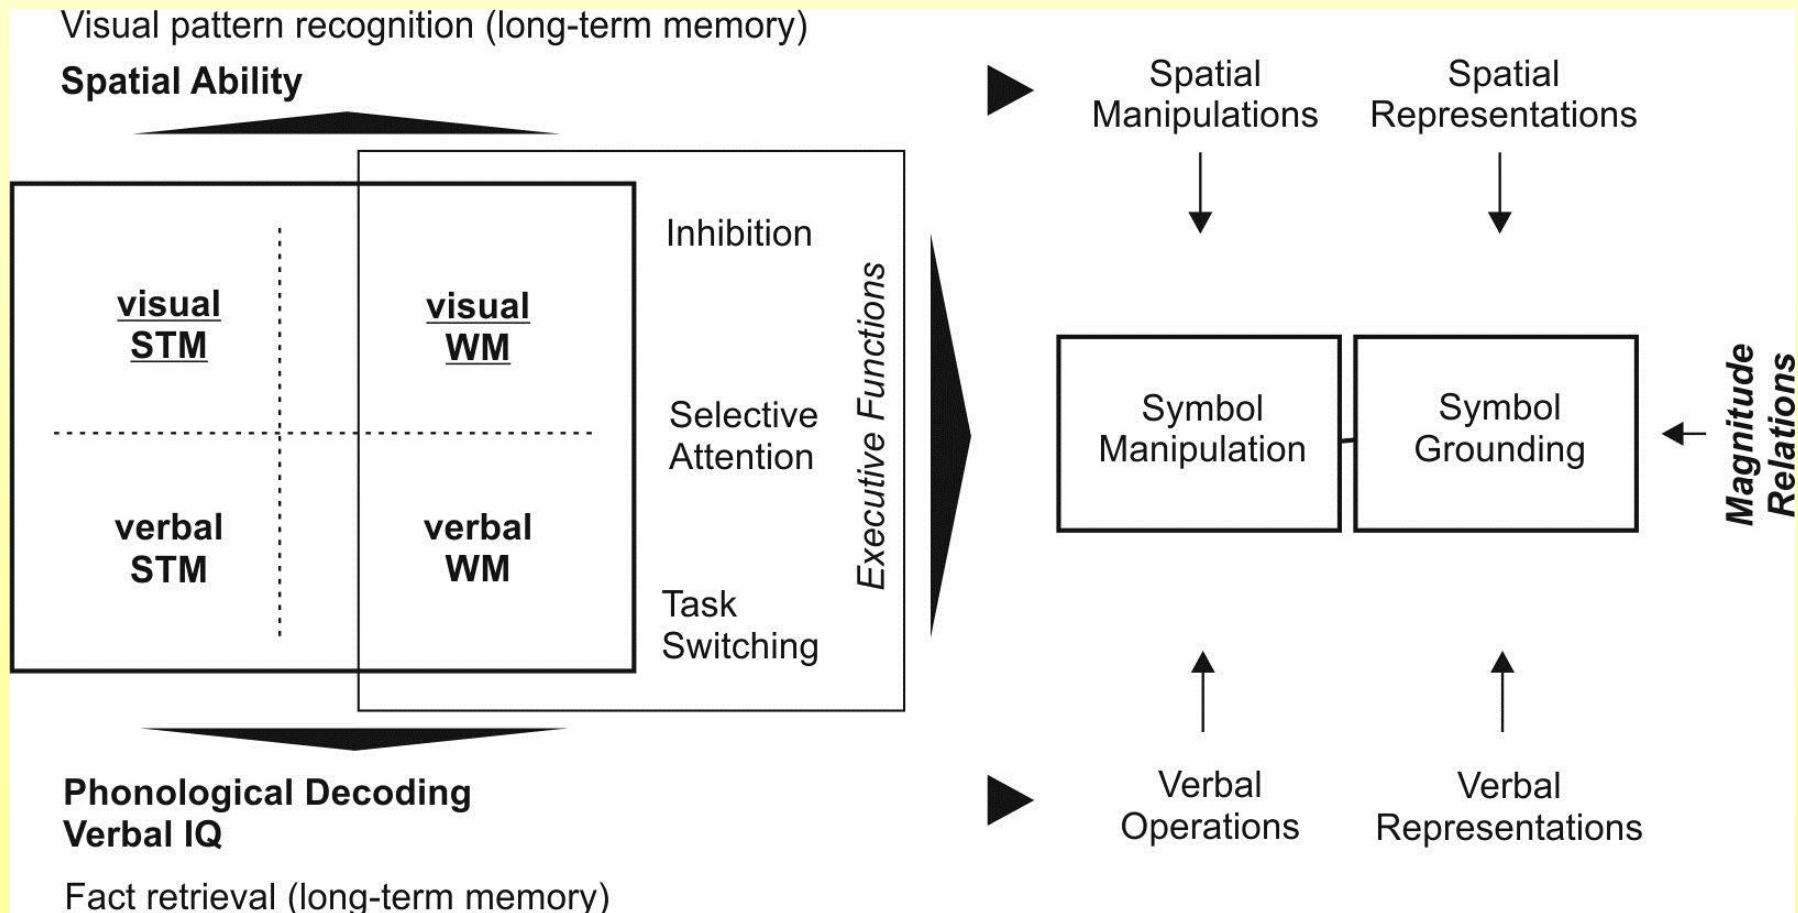 Visual pattern recognition (long-term memory)
Spatial Ability
Spatial
Manipulations
Spatial
Representations
Inhibition
visual
STM
visual
WM
Selective
Attention
Executive Functions
verbal
STM
verbal
WM
Task
Switching
Symbol
Manipulation
Symbol
Grounding
Magnitude
Relations
Phonological Decoding
Verbal IQ
Fact retrieval (long-term memory)
Verbal
Operations
Verbal
Representations